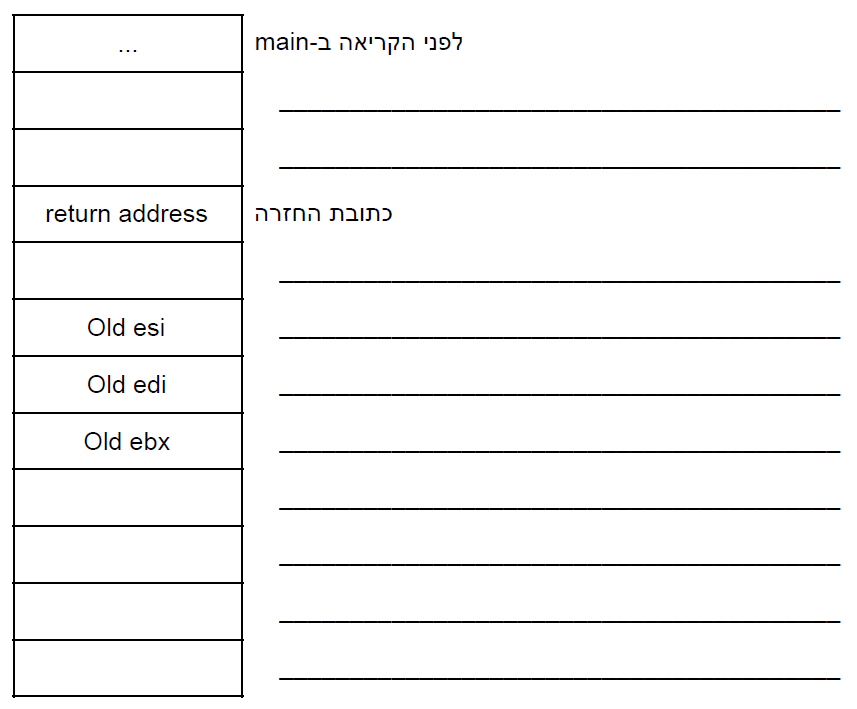 ... לפני הקריאה ב-main
return address כתובת החזרה
Old esi
Old edi
Old ebx